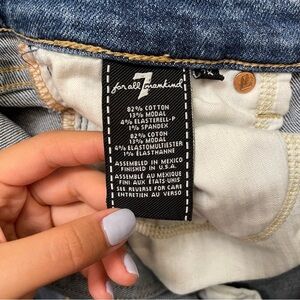 7
for all mankind
82% COTTON
13% MODAL
4% ELASTERELL-P
1% SPANDEX
82% COTON
13% MODAL
4% ELASTOMULTIESTER
1% ÉLASTHANNE
ASSEMBLED IN MEXICO
FINISHED IN U.S.A.
ASSEMBLÉ AU MEXIQUE
FINI AUX ÉTATS-UNIS
SEE REVERSE FOR CARE
ENTRETIEN AU VERSO